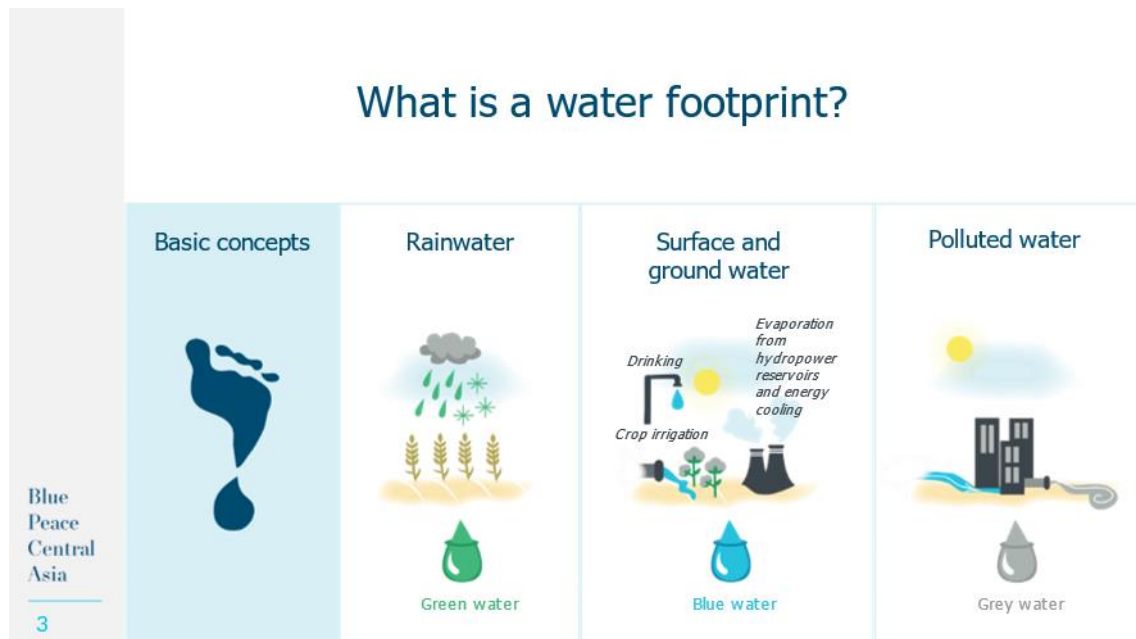 What is a water footprint?
Basic concepts
Rainwater
Green water
Surface and
ground water
Drinking
Evaporation
from
hydropower
reservoirs
and energy
cooling
Crop irrigation
Blue water
Polluted water
Grey water
Blue
Peace
Central
Asia
3